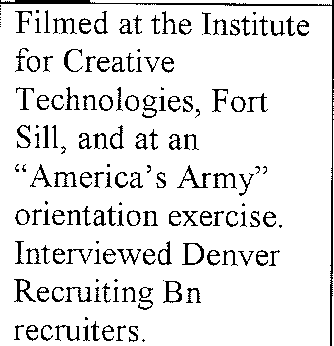 Filmed at the Institute
for Creative
Technologies, Fort
Sill, and at an
“America’s Army”
orientation exercise.
Interviewed Denver
Recruiting Bn
recruiters.